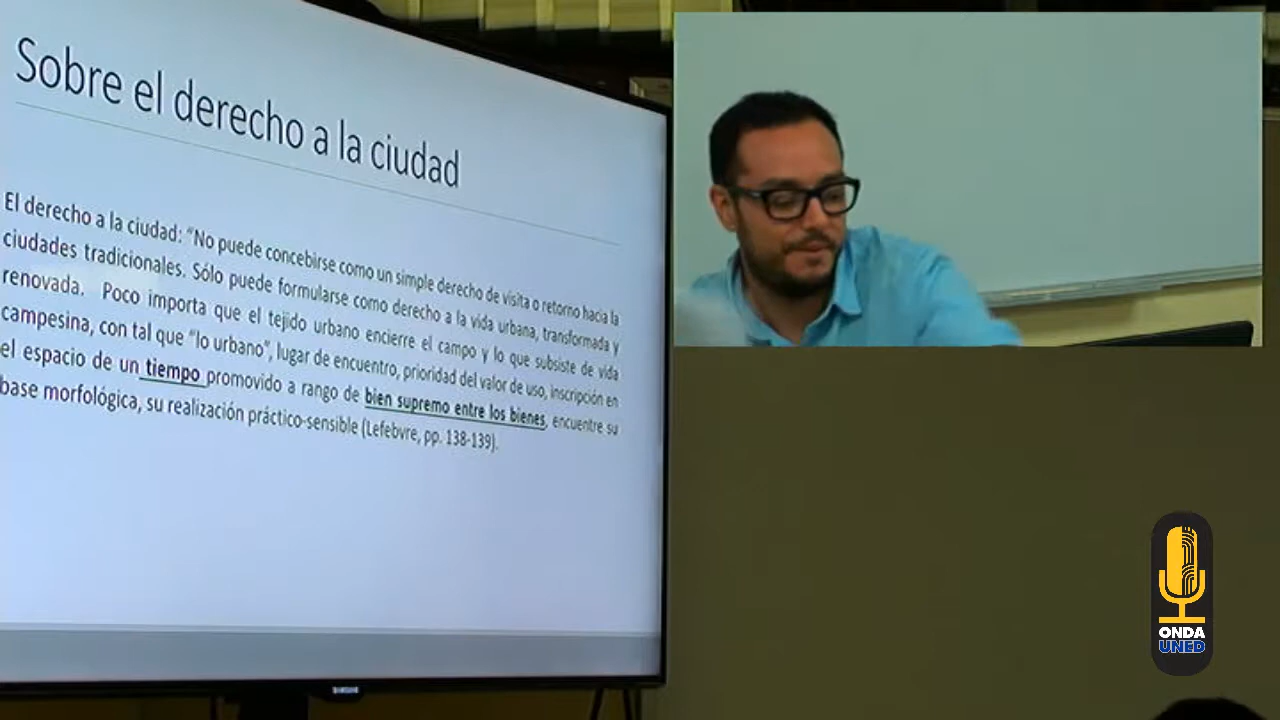 Sobre el derecho a la ciudad
El derecho a la ciudad: “No puede concebirse como un simple derecho de visita o retorno hacia la
ciudades tradicionales. Sólo puede formularse como derecho a la vida urbana, transformada y
renovada. Poco importa que el tejido urbano encierre el campo y lo que subsiste de vida
campesina, con tal que “lo urbano”, lugar de encuentro, prioridad del valor de uso, inscripción en
el espacio de un tiempo promovido a rango de bien supremo entre los bienes, encuentre su
base morfológica, su realización práctico-sensible (Lefebvre, pp. 138-139).
ONDA
UNED